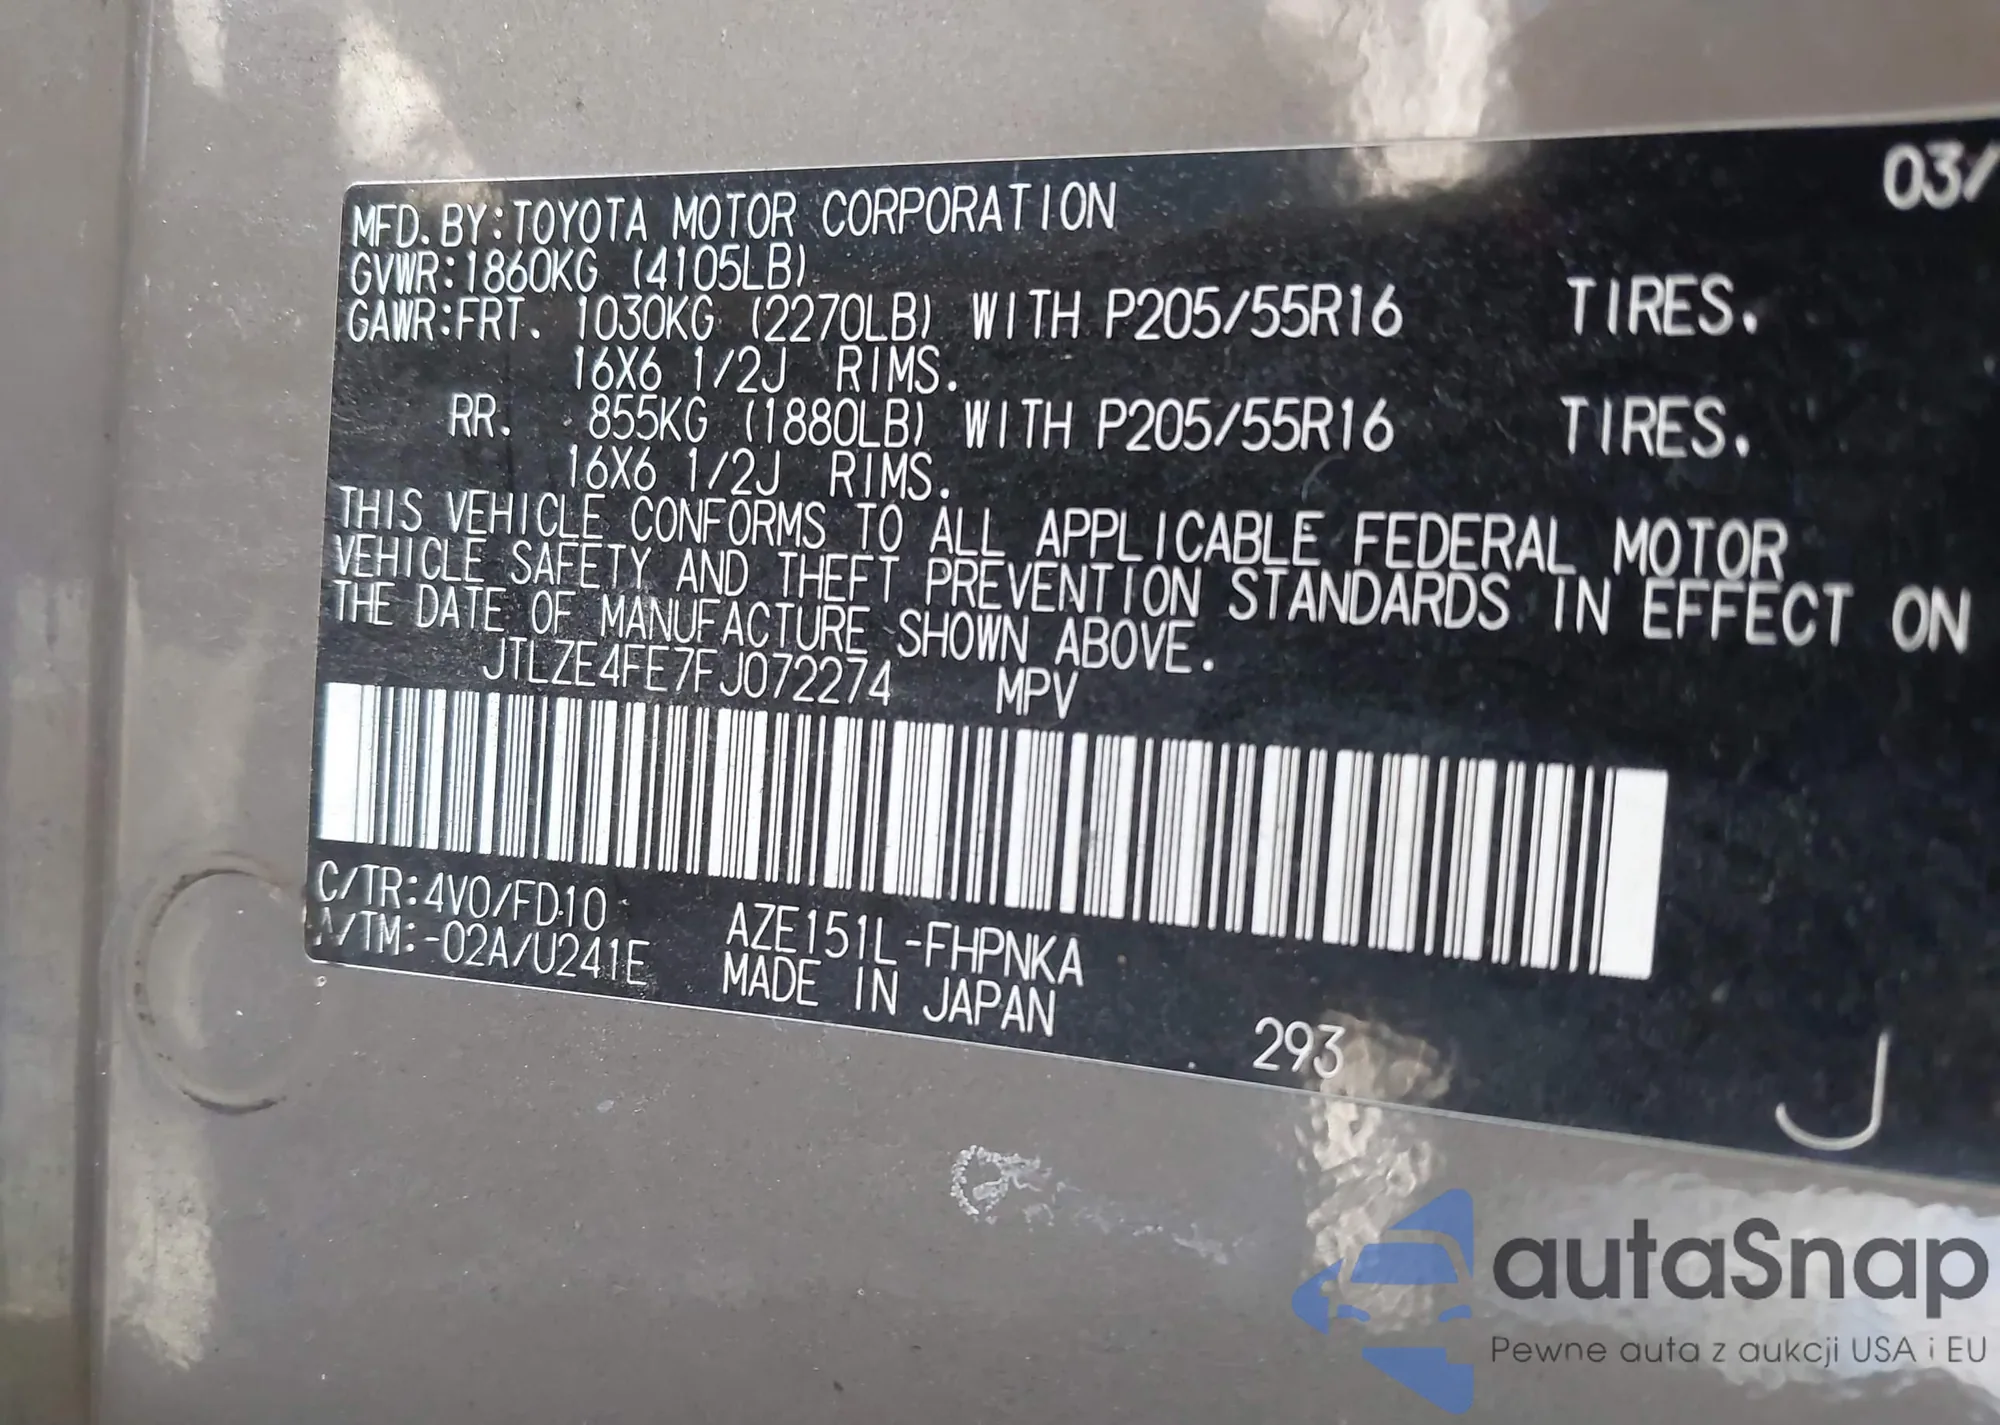 03/
MFD. BY: TOYOTA MOTOR CORPORATION
GVWR: 1860KG (4105LB)
GAWR: FRT. 1030KG (2270LB) WITH P205/55R16 TIRES.
16X6 1/2J RIMS.
RR. 855KG (1880LB) WITH P205/55R16 TIRES.
16X6 1/2J RIMS.
THIS VEHICLE CONFORMS TO ALL APPLICABLE FEDERAL MOTOR
VEHICLE SAFETY AND THEFT PREVENTION STANDARDS IN EFFECT ON
THE DATE OF MANUFACTURE SHOWN ABOVE.
JTLZE4FE7FJ072274 MPV
C/TR: 4V0/FD10 AZE151L-FHPNKA
A/TM: -02A/U241E MADE IN JAPAN
293
J
autaSnap
Pewne auta z aukcji USA i EU